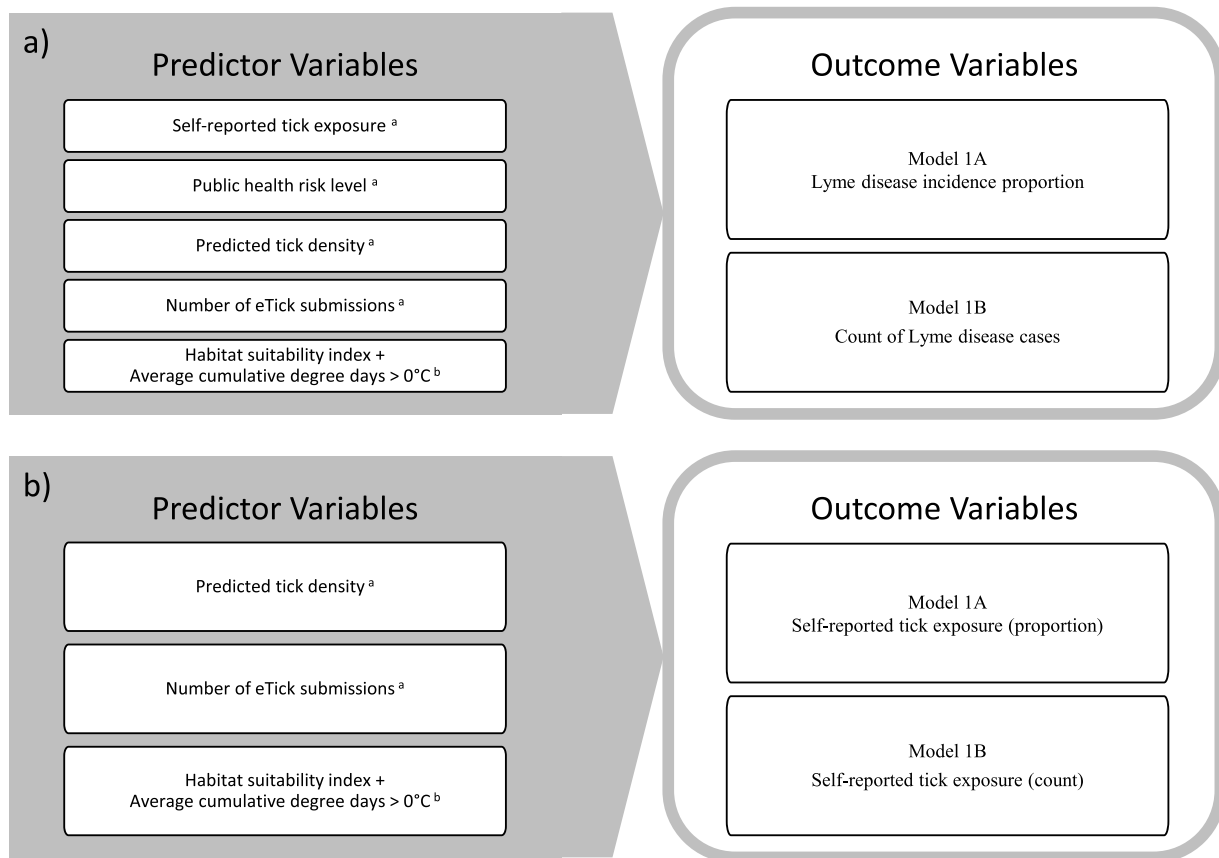 a)
Predictor Variables
Self-reported tick exposure ᵃ
Public health risk level ᵃ
Predicted tick density ᵃ
Number of eTick submissions ᵃ
Habitat suitability index +
Average cumulative degree days > 0°C ᵇ
Outcome Variables
Model 1A
Lyme disease incidence proportion
Model 1B
Count of Lyme disease cases
b)
Predictor Variables
Predicted tick density ᵃ
Number of eTick submissions ᵃ
Habitat suitability index +
Average cumulative degree days > 0°C ᵇ
Outcome Variables
Model 1A
Self-reported tick exposure (proportion)
Model 1B
Self-reported tick exposure (count)